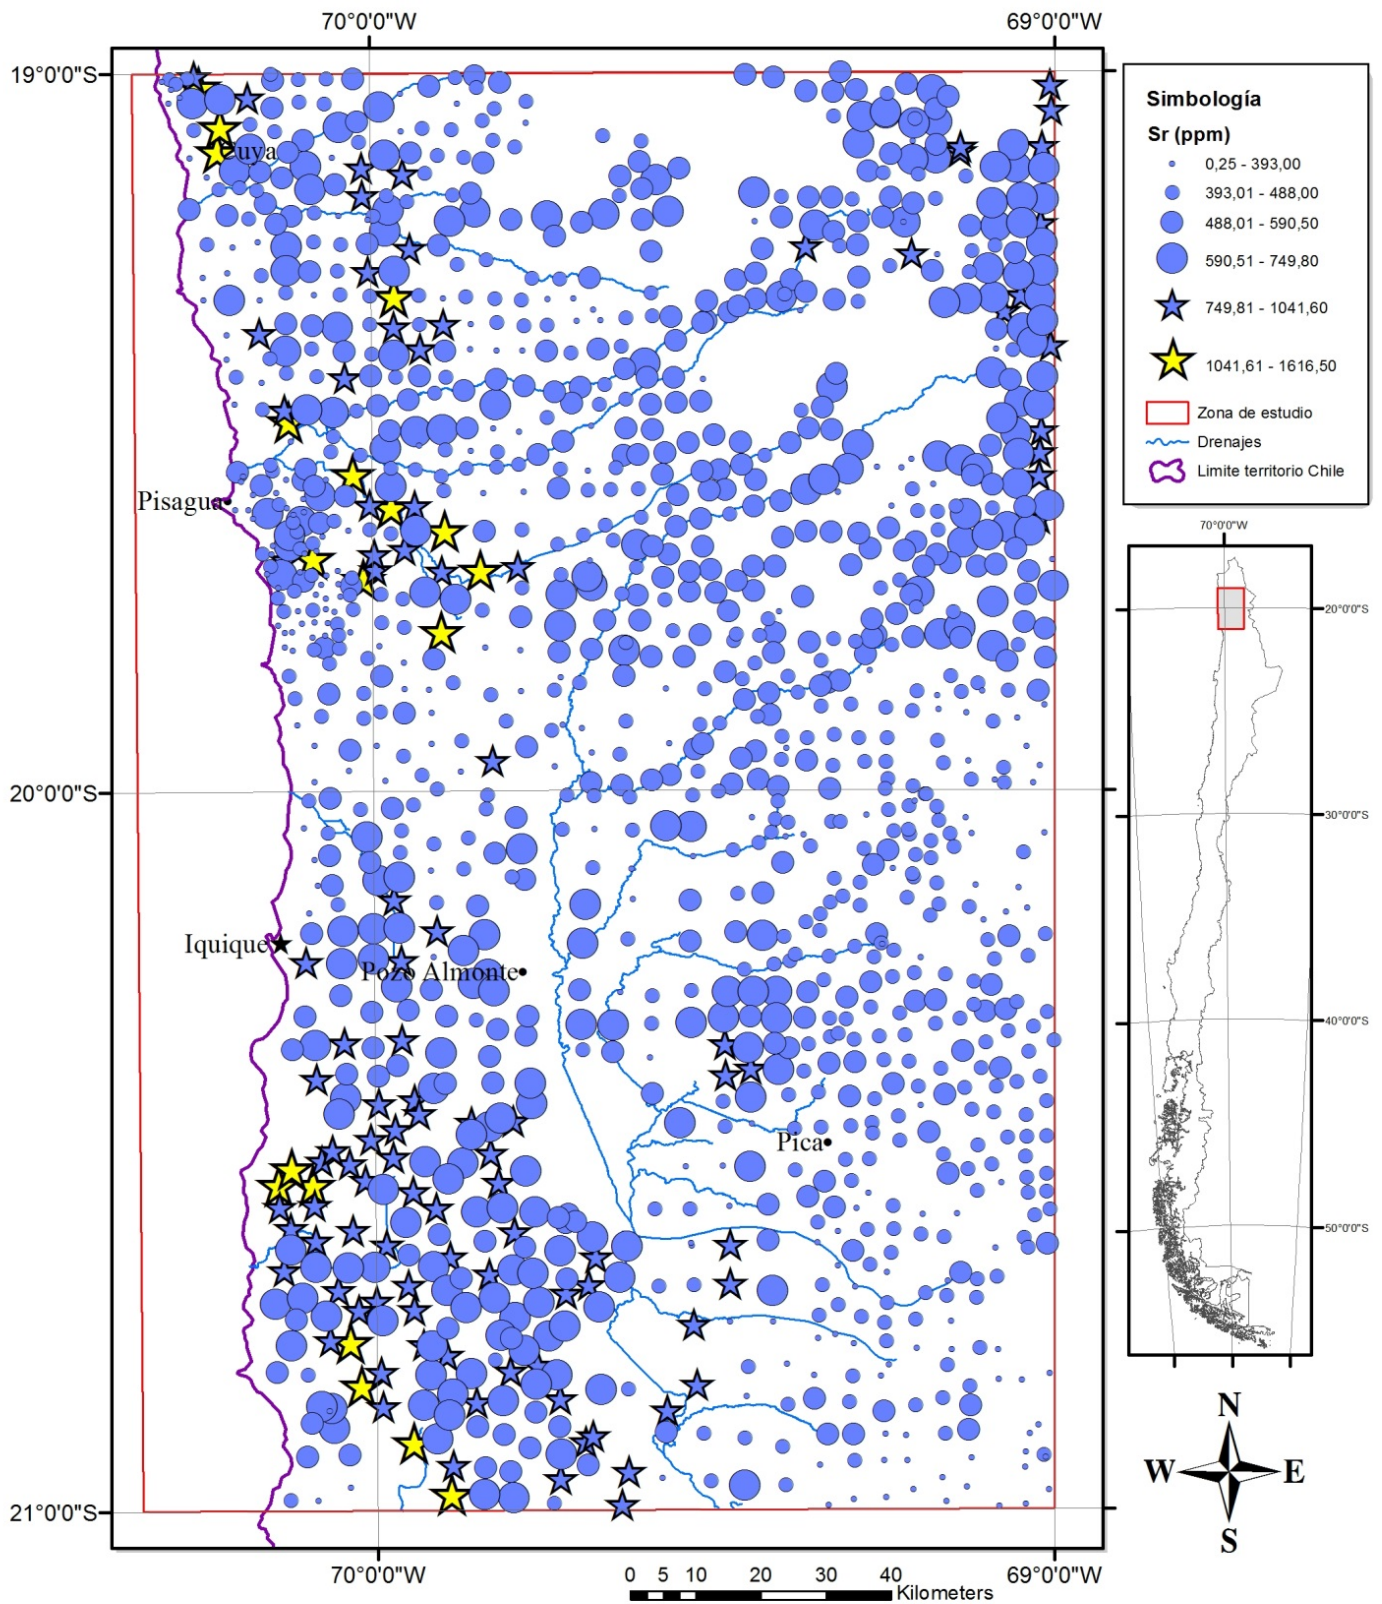 70°0'0"W
69°0'0"W
19°0'0"S
Cuya
Pisagua
20°0'0"S
Iquique
Pozo Almonte
Pica
21°0'0"S
70°0'0"W
69°0'0"W
0 5 10 20 30 40
Kilometers
Simbología
Sr (ppm)
0,25 - 393,00
393,01 - 488,00
488,01 - 590,50
590,51 - 749,80
749,81 - 1041,60
1041,61 - 1616,50
Zona de estudio
Drenajes
Limite territorio Chile
70°0'0"W
20°0'0"S
30°0'0"S
40°0'0"S
50°0'0"S
N
W E
S